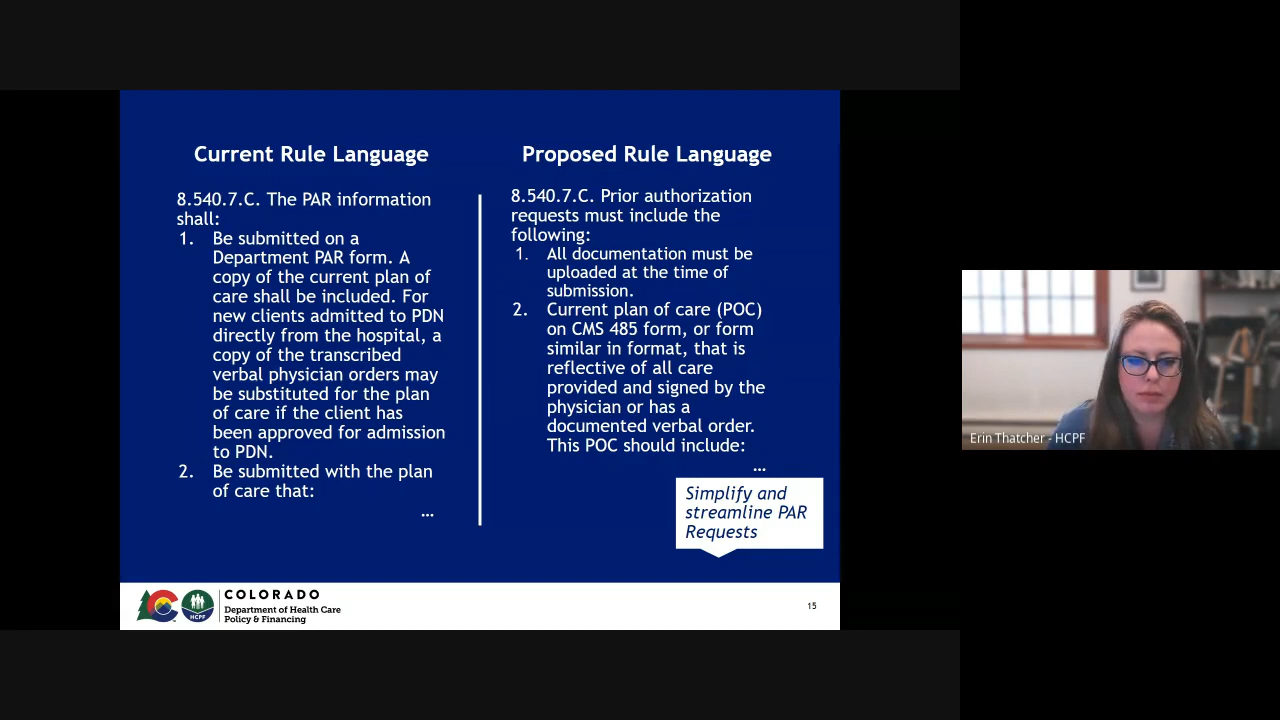 Current Rule Language
8.540.7.C. The PAR information
shall:
1. Be submitted on a
Department PAR form. A
copy of the current plan of
care shall be included. For
new clients admitted to PDN
directly from the hospital, a
copy of the transcribed
verbal physician orders may
be substituted for the plan
of care if the client has
been approved for admission
to PDN.
2. Be submitted with the plan
of care that:
...
Proposed Rule Language
8.540.7.C. Prior authorization
requests must include the
following:
1. All documentation must be
uploaded at the time of
submission.
2. Current plan of care (POC)
on CMS 485 form, or form
similar in format, that is
reflective of all care
provided and signed by the
physician or has a
documented verbal order.
This POC should include:
...
Simplify and
streamline PAR
Requests
HCPF
COLORADO
Department of Health Care
Policy & Financing
15
Erin Thatcher - HCPF